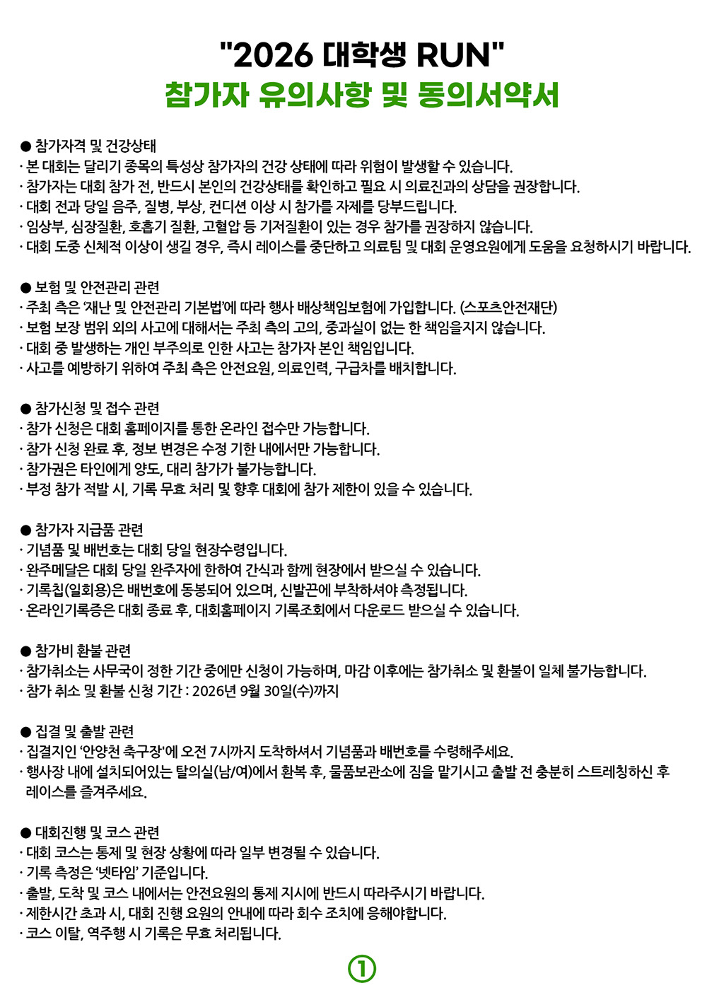 "2026 대학생 RUN"
참가자 유의사항 및 동의서약서
● 참가자격 및 건강상태
· 본 대회는 달리기 종목의 특성상 참가자의 건강 상태에 따라 위험이 발생할 수 있습니다.
· 참가자는 대회 참가 전, 반드시 본인의 건강상태를 확인하고 필요 시 의료진과의 상담을 권장합니다.
· 대회 전과 당일 음주, 질병, 부상, 컨디션 이상 시 참가를 자제를 당부드립니다.
· 임상부, 심장질환, 호흡기 질환, 고혈압 등 기저질환이 있는 경우 참가를 권장하지 않습니다.
· 대회 도중 신체적 이상이 생길 경우, 즉시 레이스를 중단하고 의료팀 및 대회 운영요원에게 도움을 요청하시기 바랍니다.
● 보험 및 안전관리 관련
· 주최 측은 ‘재난 및 안전관리 기본법’에 따라 행사 배상책임보험에 가입합니다. (스포츠안전재단)
· 보험 보장 범위 외의 사고에 대해서는 주최 측의 고의, 중과실이 없는 한 책임을지지 않습니다.
· 대회 중 발생하는 개인 부주의로 인한 사고는 참가자 본인 책임입니다.
· 사고를 예방하기 위하여 주최 측은 안전요원, 의료인력, 구급차를 배치합니다.
● 참가신청 및 접수 관련
· 참가 신청은 대회 홈페이지를 통한 온라인 접수만 가능합니다.
· 참가 신청 완료 후, 정보 변경은 수정 기한 내에서만 가능합니다.
· 참가권은 타인에게 양도, 대리 참가가 불가능합니다.
· 부정 참가 적발 시, 기록 무효 처리 및 향후 대회에 참가 제한이 있을 수 있습니다.
● 참가자 지급품 관련
· 기념품 및 배번호는 대회 당일 현장수령입니다.
· 완주메달은 대회 당일 완주자에 한하여 간식과 함께 현장에서 받으실 수 있습니다.
· 기록칩(일회용)은 배번호에 동봉되어 있으며, 신발끈에 부착하셔야 측정됩니다.
· 온라인기록증은 대회 종료 후, 대회홈페이지 기록조회에서 다운로드 받으실 수 있습니다.
● 참가비 환불 관련
· 참가취소는 사무국이 정한 기간 중에만 신청이 가능하며, 마감 이후에는 참가취소 및 환불이 일체 불가능합니다.
· 참가 취소 및 환불 신청 기간 : 2026년 9월 30일(수)까지
● 집결 및 출발 관련
· 집결지인 ‘안양천 축구장'에 오전 7시까지 도착하셔서 기념품과 배번호를 수령해주세요.
· 행사장 내에 설치되어있는 탈의실(남/여)에서 환복 후, 물품보관소에 짐을 맡기시고 출발 전 충분히 스트레칭하신 후
레이스를 즐겨주세요.
● 대회진행 및 코스 관련
· 대회 코스는 통제 및 현장 상황에 따라 일부 변경될 수 있습니다.
· 기록 측정은 ‘넷타임’ 기준입니다.
· 출발, 도착 및 코스 내에서는 안전요원의 통제 지시에 반드시 따라주시기 바랍니다.
· 제한시간 초과 시, 대회 진행 요원의 안내에 따라 회수 조치에 응해야합니다.
· 코스 이탈, 역주행 시 기록은 무효 처리됩니다.
①